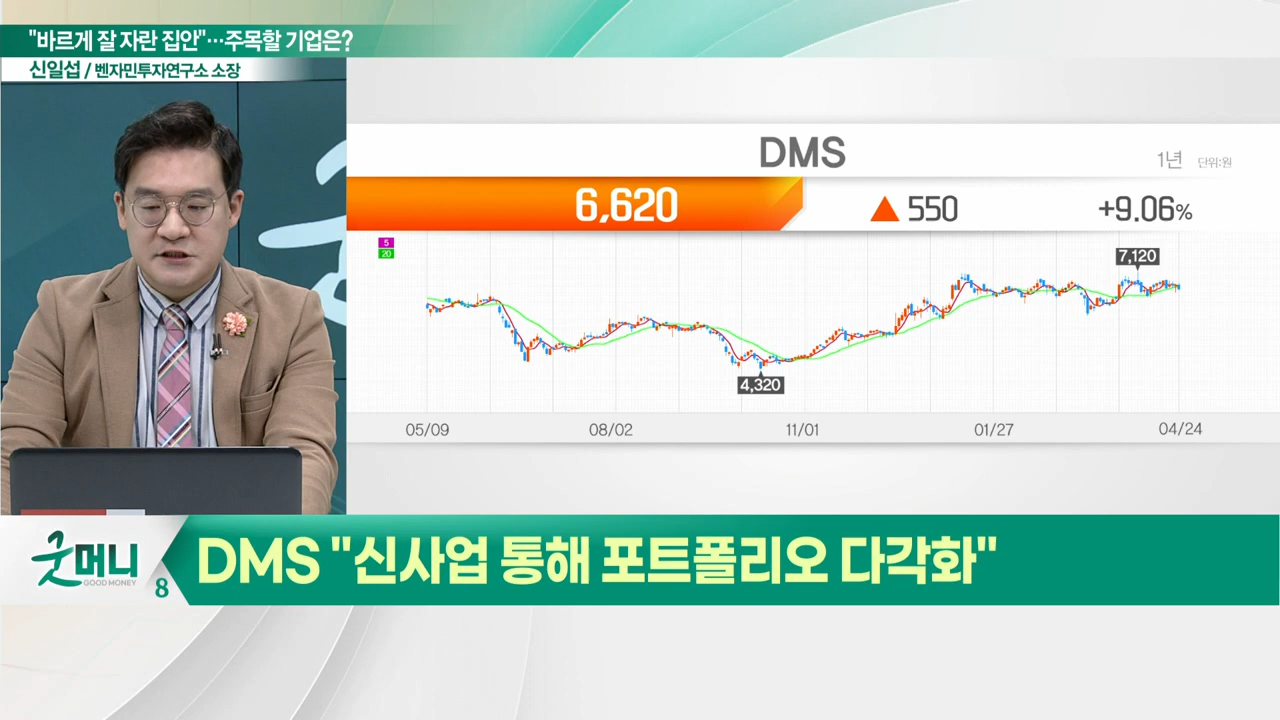 "바르게 잘 자란 집안"…주목할 기업은?
신일섭 / 벤자민투자연구소 소장
DMS
1년 단위:원
6,620 ▲ 550 +9.06%
5
20
7,120
4,320
05/09 08/02 11/01 01/27 04/24
굿머니
GOOD MONEY
8
DMS "신사업 통해 포트폴리오 다각화"